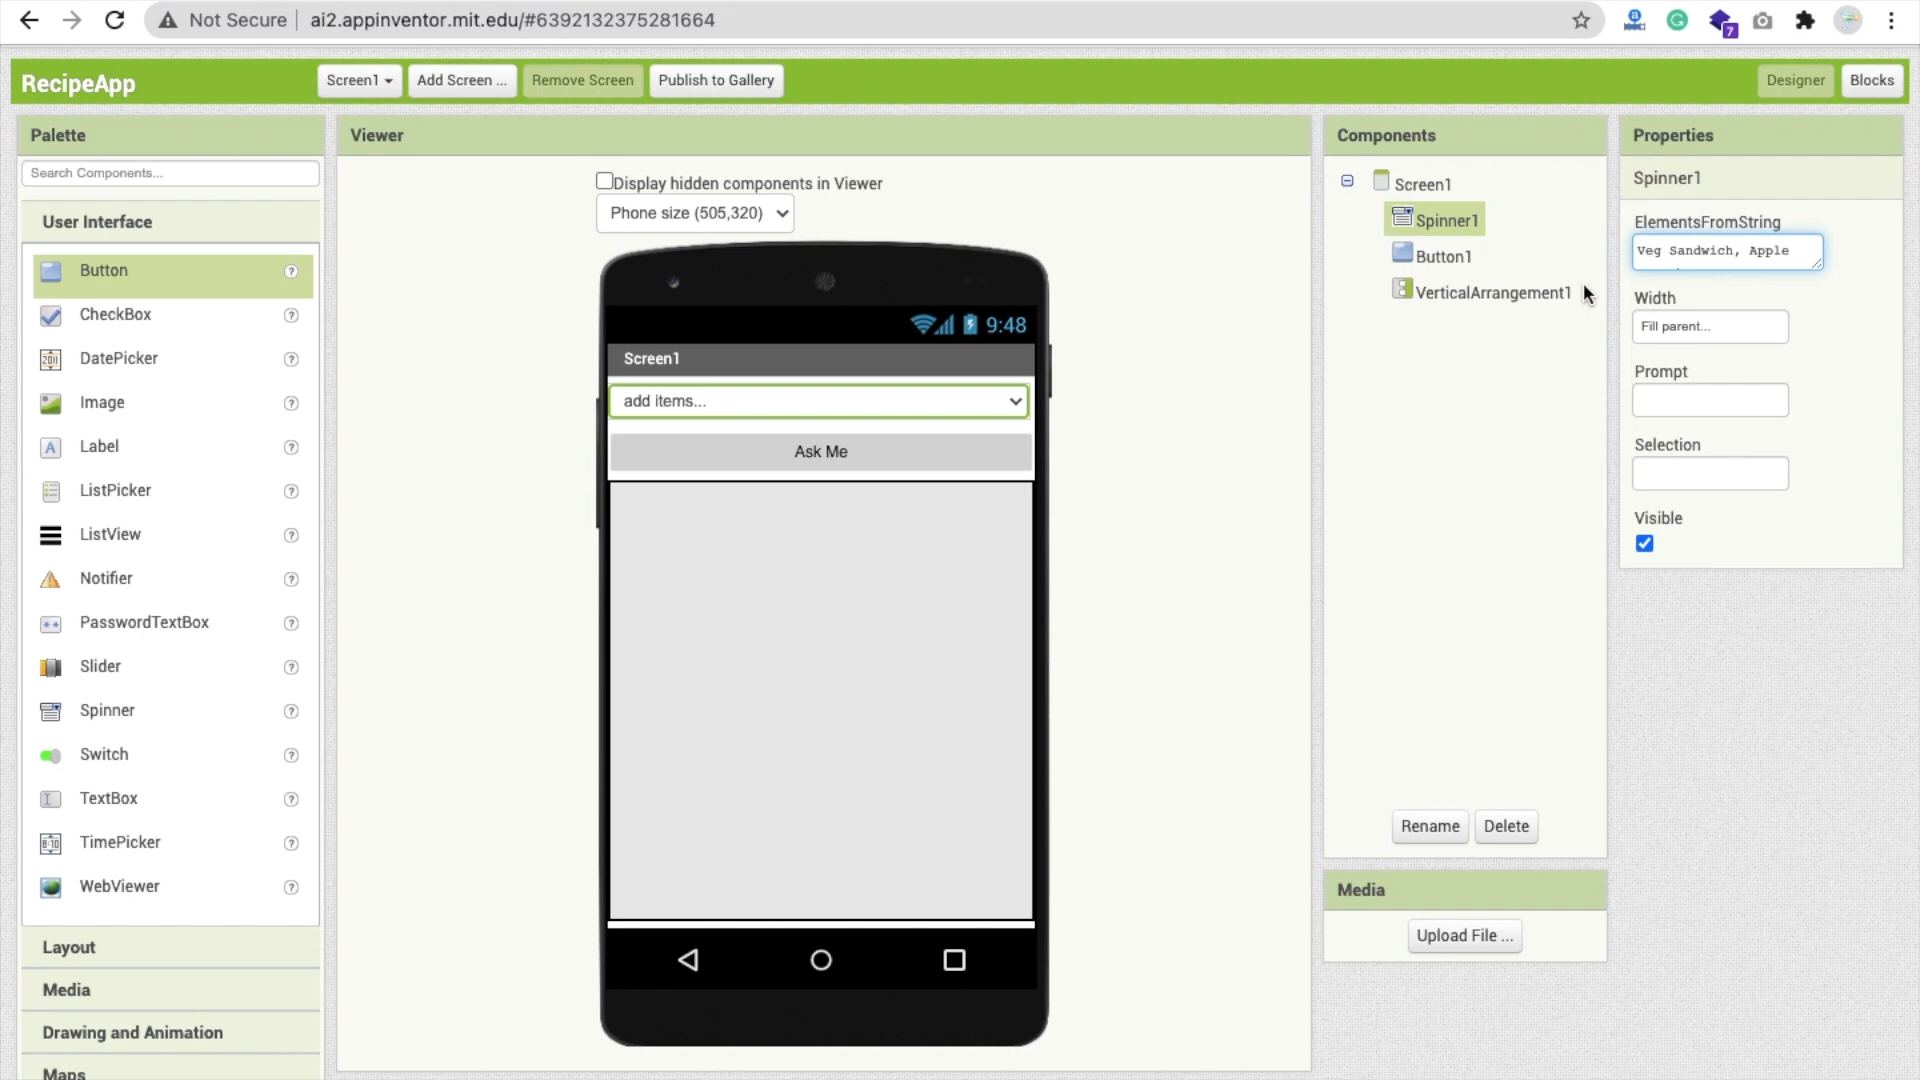 Not Secure
ai2.appinventor.mit.edu/#6392132375281664
7
RecipeApp
Screen1
Add Screen ...
Remove Screen
Publish to Gallery
Designer
Blocks
Palette
Search Components...
User Interface
Button ?
CheckBox ?
DatePicker ?
Image ?
Label ?
ListPicker ?
ListView ?
Notifier ?
PasswordTextBox ?
Slider ?
Spinner ?
Switch ?
TextBox ?
TimePicker ?
WebViewer ?
Layout
Media
Drawing and Animation
Maps
Viewer
Display hidden components in Viewer
Phone size (505,320)
9:48
Screen1
add items...
Ask Me
Components
Screen1
Spinner1
Button1
VerticalArrangement1
Rename
Delete
Media
Upload File ...
Properties
Spinner1
ElementsFromString
Veg Sandwich, Apple
Width
Fill parent...
Prompt
Selection
Visible